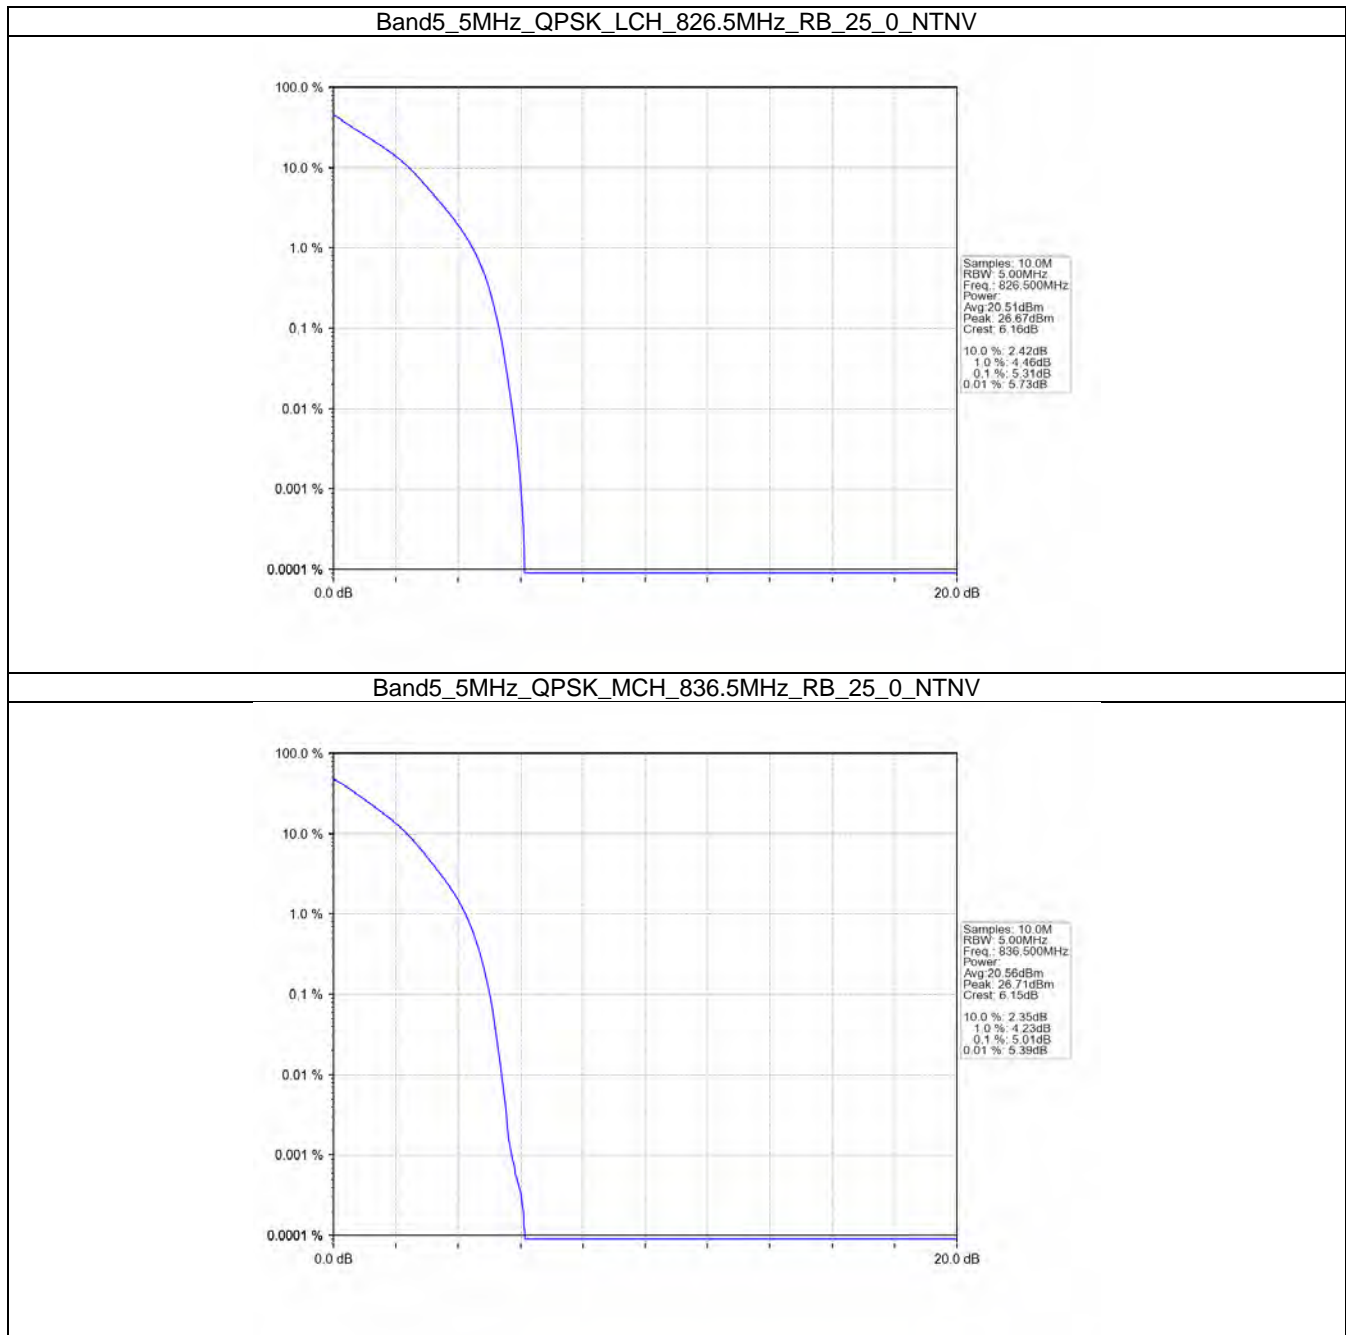 Band5_5MHz_QPSK_LCH_826.5MHz_RB_25_0_NTNV
100.0 %
10.0 %
1.0 %
0.1 %
0.01 %
0.001 %
0.0001 %
0.0 dB
20.0 dB
Samples: 10.0M
RBW: 5.00MHz
Freq.: 826.500MHz
Power:
Avg:20.51dBm
Peak: 26.67dBm
Crest: 6.16dB
10.0 %: 2.42dB
1.0 %: 4.46dB
0.1 %: 5.31dB
0.01 %: 5.73dB
Band5_5MHz_QPSK_MCH_836.5MHz_RB_25_0_NTNV
100.0 %
10.0 %
1.0 %
0.1 %
0.01 %
0.001 %
0.0001 %
0.0 dB
20.0 dB
Samples: 10.0M
RBW: 5.00MHz
Freq.: 836.500MHz
Power:
Avg:20.56dBm
Peak: 26.71dBm
Crest: 6.15dB
10.0 %: 2.35dB
1.0 %: 4.23dB
0.1 %: 5.01dB
0.01 %: 5.39dB